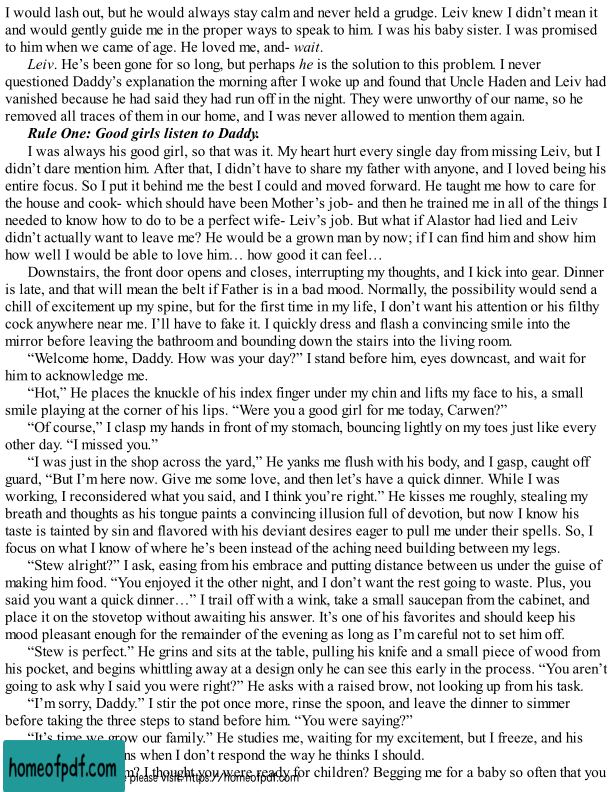 I would lash out, but he would always stay calm and never held a grudge. Leiv knew I didn’t mean it
and would gently guide me in the proper ways to speak to him. I was his baby sister. I was promised
to him when we came of age. He loved me, and- wait.
Leiv. He’s been gone for so long, but perhaps he is the solution to this problem. I never
questioned Daddy’s explanation the morning after I woke up and found that Uncle Haden and Leiv had
vanished because he had said they had run off in the night. They were unworthy of our name, so he
removed all traces of them in our home, and I was never allowed to mention them again.
Rule One: Good girls listen to Daddy.
I was always his good girl, so that was it. My heart hurt every single day from missing Leiv, but I
didn’t dare mention him. After that, I didn’t have to share my father with anyone, and I loved being his
entire focus. So I put it behind me the best I could and moved forward. He taught me how to care for
the house and cook- which should have been Mother’s job- and then he trained me in all of the things I
needed to know how to do to be a perfect wife- Leiv’s job. But what if Alastor had lied and Leiv
didn’t actually want to leave me? He would be a grown man by now; if I can find him and show him
how well I would be able to love him… how good it can feel…
Downstairs, the front door opens and closes, interrupting my thoughts, and I kick into gear. Dinner
is late, and that will mean the belt if Father is in a bad mood. Normally, the possibility would send a
chill of excitement up my spine, but for the first time in my life, I don’t want his attention or his filthy
cock anywhere near me. I’ll have to fake it. I quickly dress and flash a convincing smile into the
mirror before leaving the bathroom and bounding down the stairs into the living room.
“Welcome home, Daddy. How was your day?” I stand before him, eyes downcast, and wait for
him to acknowledge me.
“Hot,” He places the knuckle of his index finger under my chin and lifts my face to his, a small
smile playing at the corner of his lips. “Were you a good girl for me today, Carwen?”
“Of course,” I clasp my hands in front of my stomach, bouncing lightly on my toes just like every
other day. “I missed you.”
“I was just in the shop across the yard,” He yanks me flush with his body, and I gasp, caught off
guard, “But I’m here now. Give me some love, and then let’s have a quick dinner. While I was
working, I reconsidered what you said, and I think you’re right.” He kisses me roughly, stealing my
breath and thoughts as his tongue paints a convincing illusion full of devotion, but now I know his
taste is tainted by sin and flavored with his deviant desires eager to pull me under their spells. So, I
focus on what I know of where he’s been instead of the aching need building between my legs.
“Stew alright?” I ask, easing from his embrace and putting distance between us under the guise of
making him food. “You enjoyed it the other night, and I don’t want the rest going to waste. Plus, you
said you want a quick dinner…” I trail off with a wink, take a small saucepan from the cabinet, and
place it on the stovetop without awaiting his answer. It’s one of his favorites and should keep his
mood pleasant enough for the remainder of the evening as long as I’m careful not to set him off.
“Stew is perfect.” He grins and sits at the table, pulling his knife and a small piece of wood from
his pocket, and begins whittling away at a design only he can see this early in the process. “You aren’t
going to ask why I said you were right?” He asks with a raised brow, not looking up from his task.
“I’m sorry, Daddy.” I stir the pot once more, rinse the spoon, and leave the dinner to simmer
before taking the three steps to stand before him. “You were saying?”
“It’s time we grow our family.” He studies me, waiting for my excitement, but I freeze, and his
when I don’t respond the way he thinks I should.
I thought you were ready for children? Begging me for a baby so often that you
homeofpdf.com
please visit https://homeofpdf.com